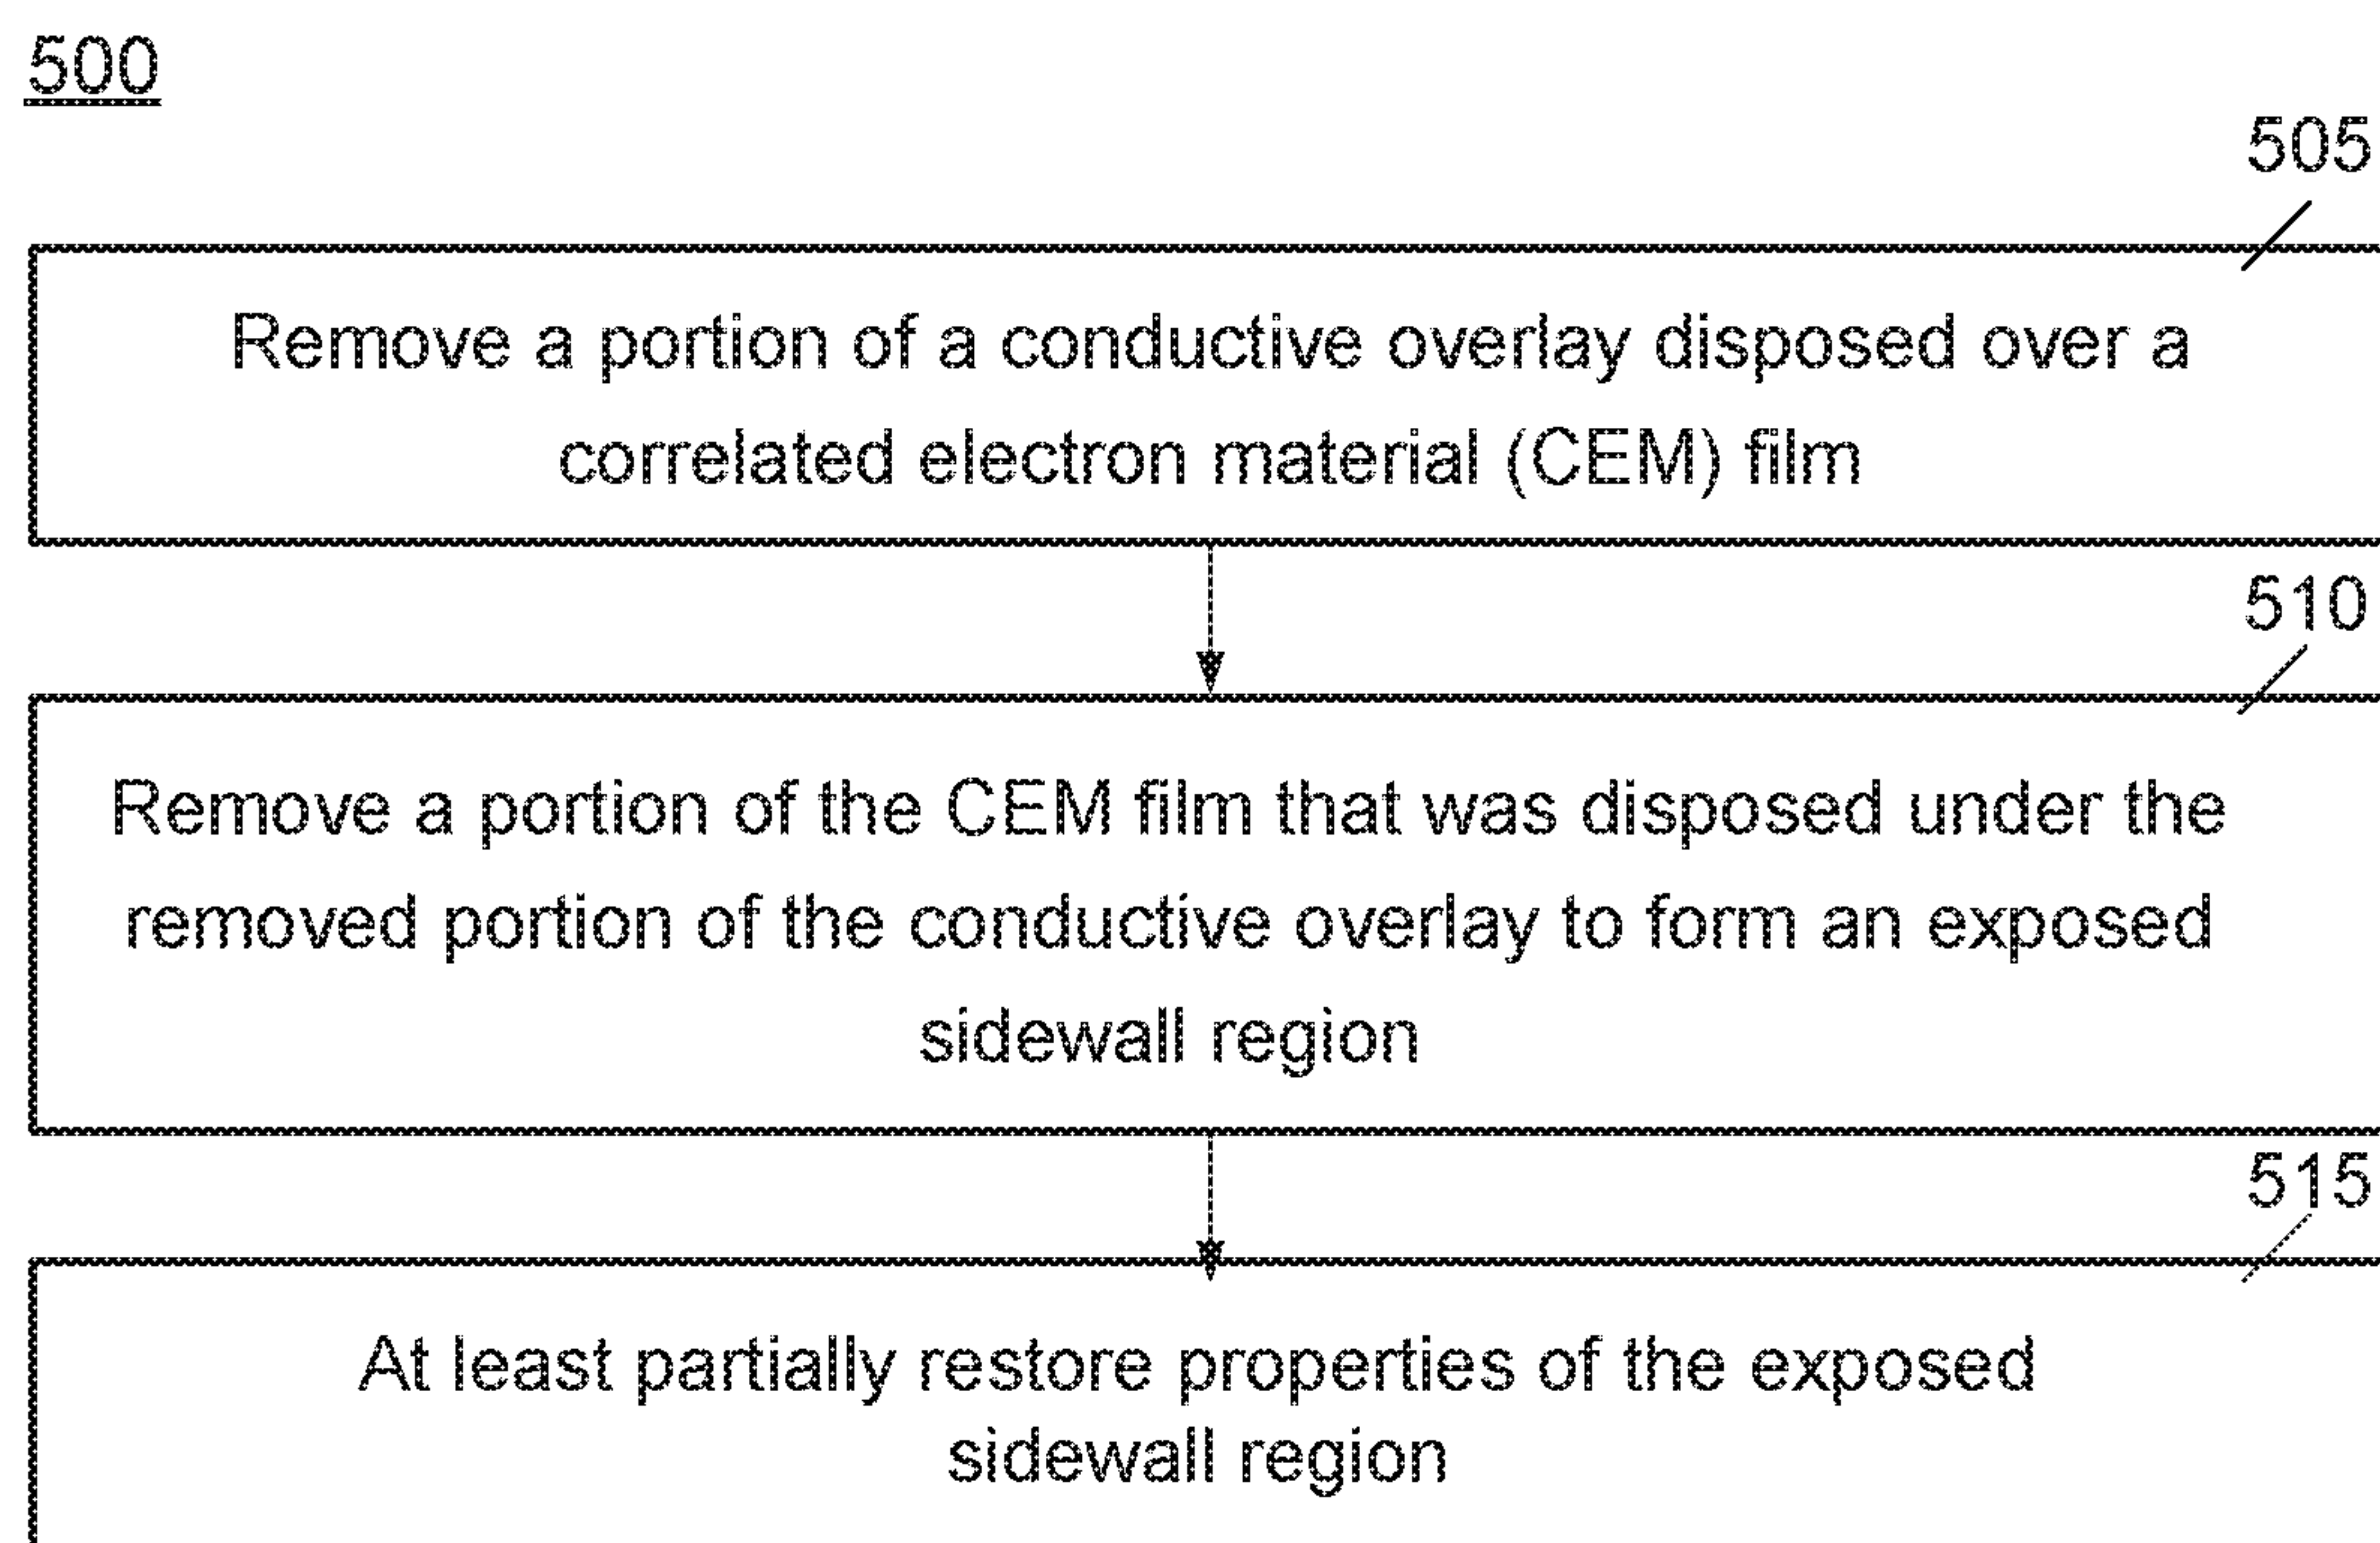 500
505
Remove a portion of a conductive overlay disposed over a
correlated electron material (CEM) film
510
Remove a portion of the CEM film that was disposed under the
removed portion of the conductive overlay to form an exposed
sidewall region
515
At least partially restore properties of the exposed
sidewall region